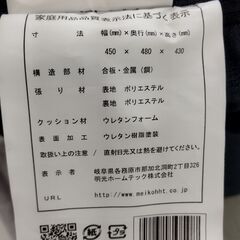 家庭用品品質表示法に基づく表示
寸法 幅(mm)×奥行(mm)×高さ(mm)
450 × 480 × 430
構造部材 合板・金属(鋼)
張り材 表地 ポリエステル
裏地 ポリエステル
クッション材 ウレタンフォーム
表面加工 ウレタン樹脂塗装
取扱い上の注意 直射日光又は熱を避けてください。
表示者
岐阜県各務原市那加北洞町2丁目326
明光ホームテック株式会社
URL http://www.meikohht.co.jp
紙